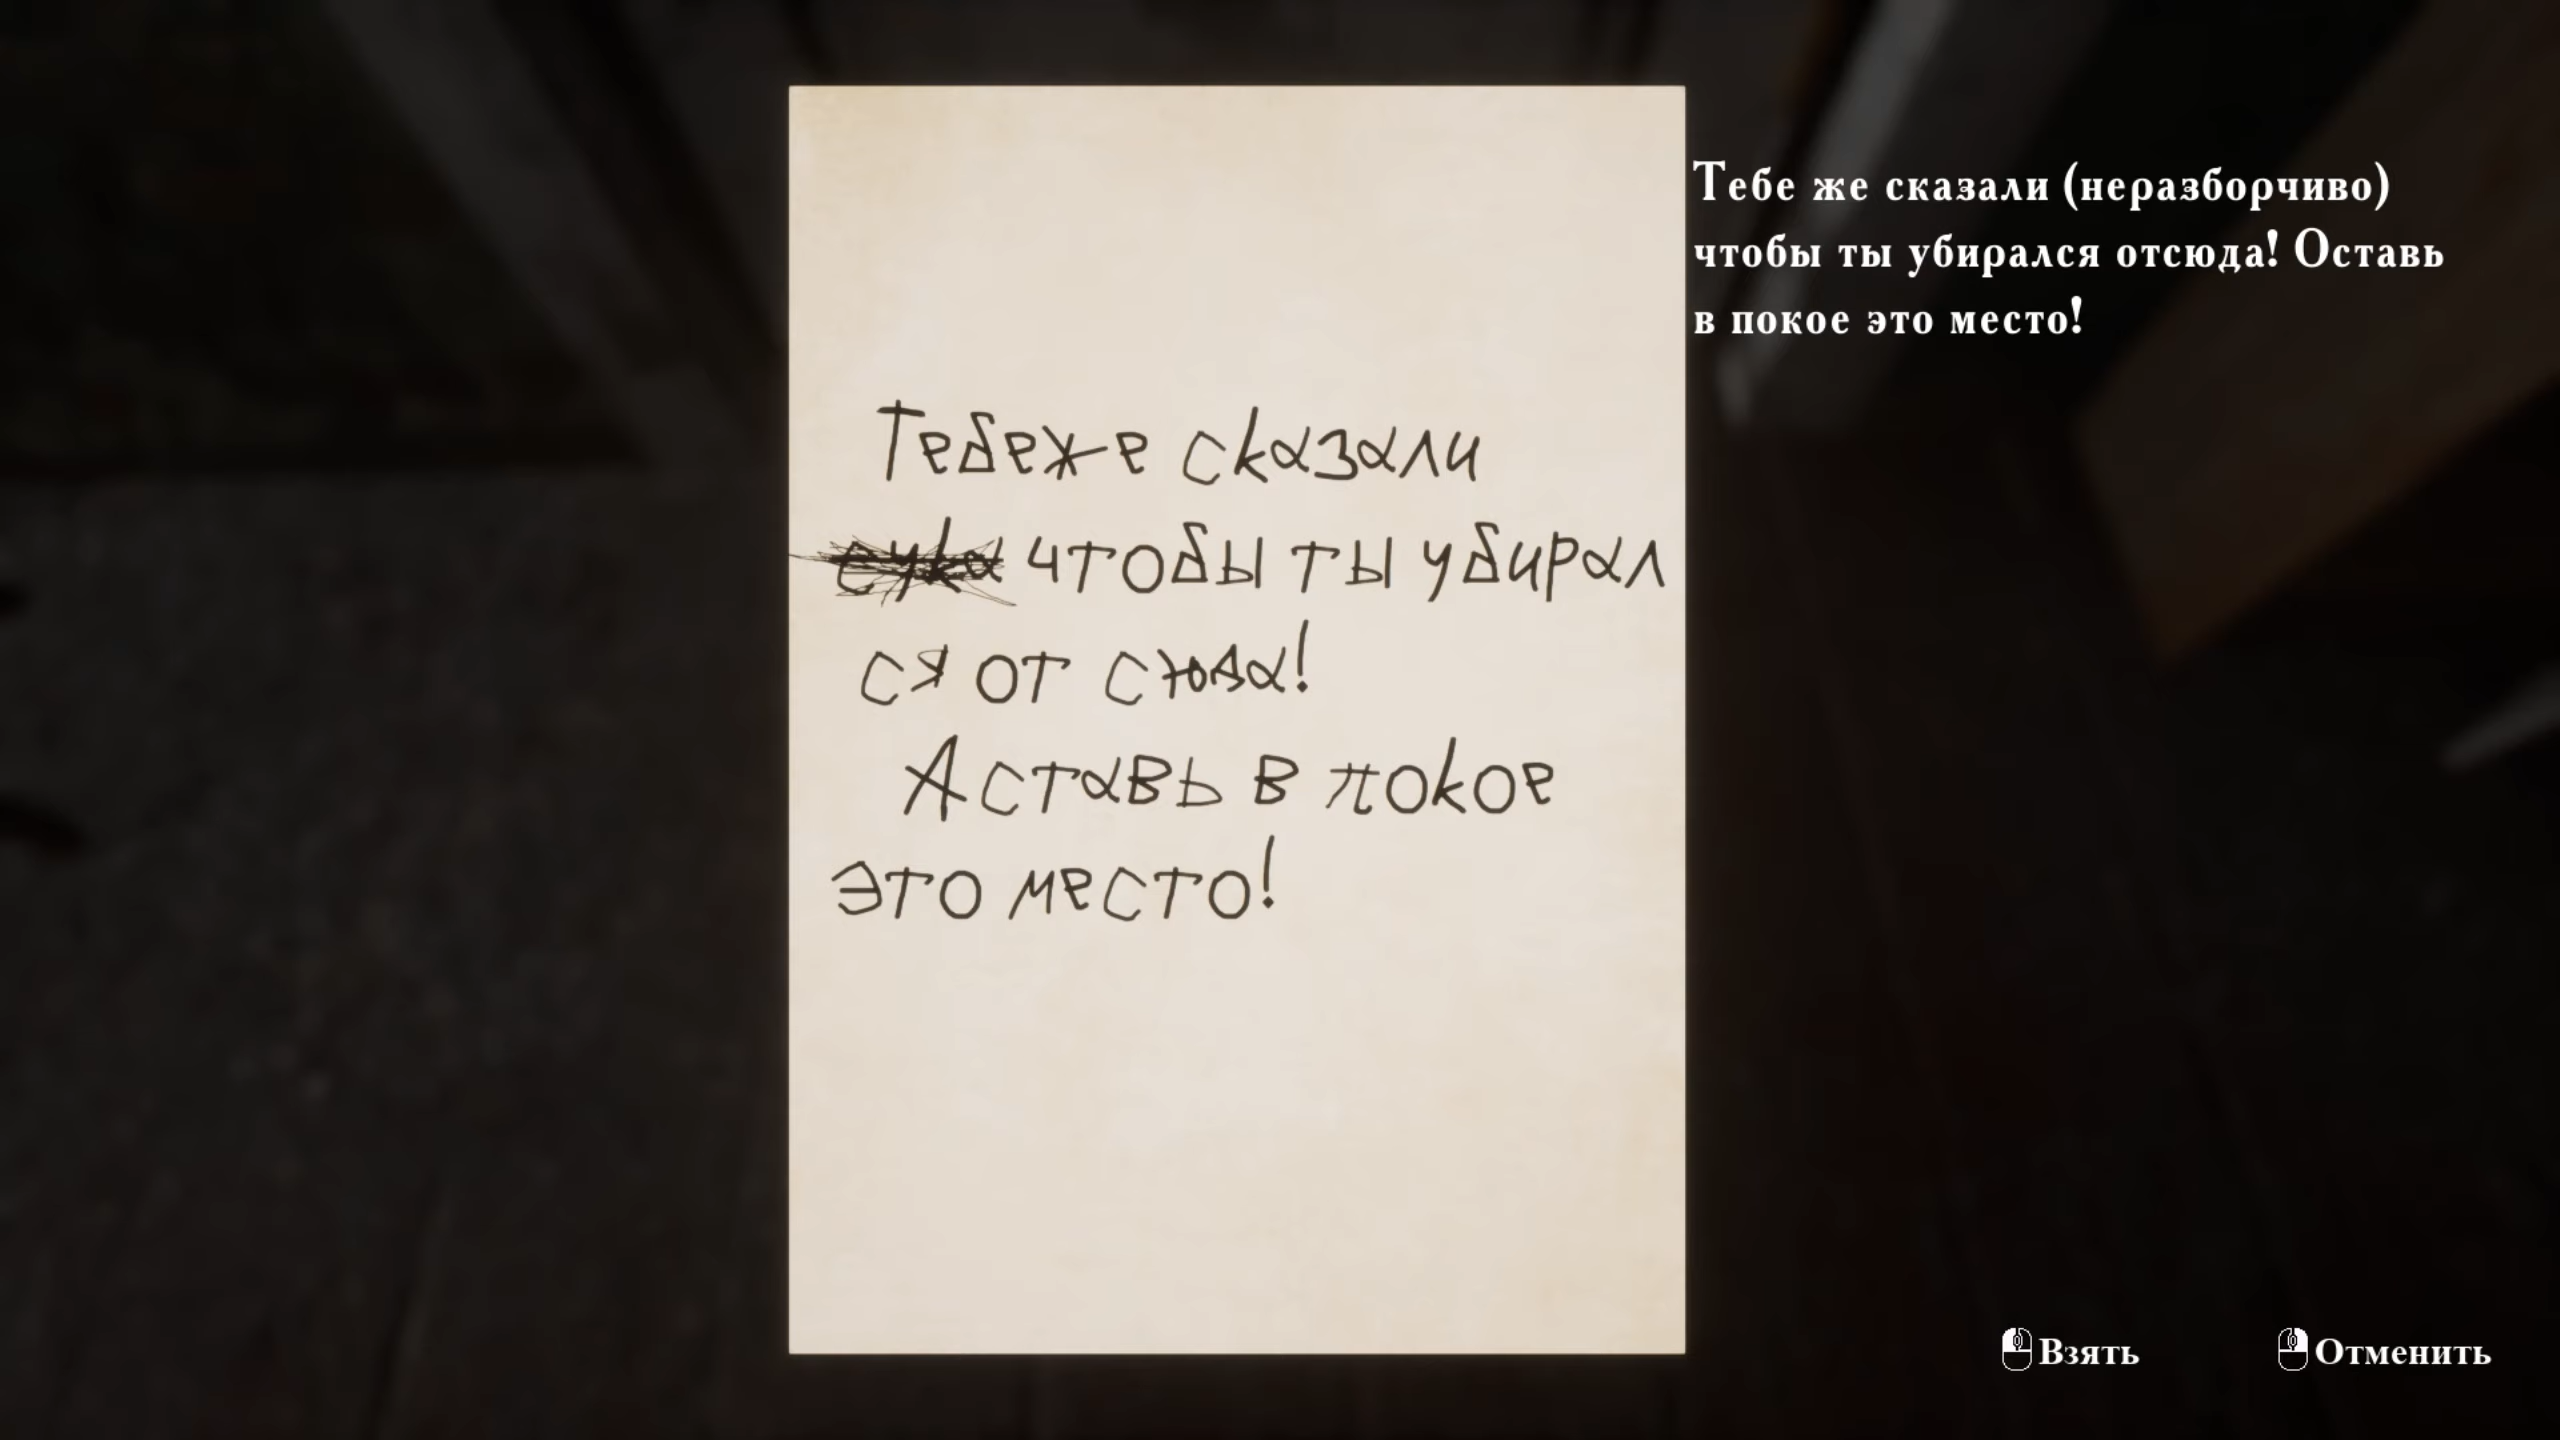 Тебеже сказали
сука чтобы ты убирал
ся от сюда!
Аставь в покое
это место!
Тебе же сказали (неразборчиво)
чтобы ты убирался отсюда! Оставь
в покое это место!
Взять
Отменить